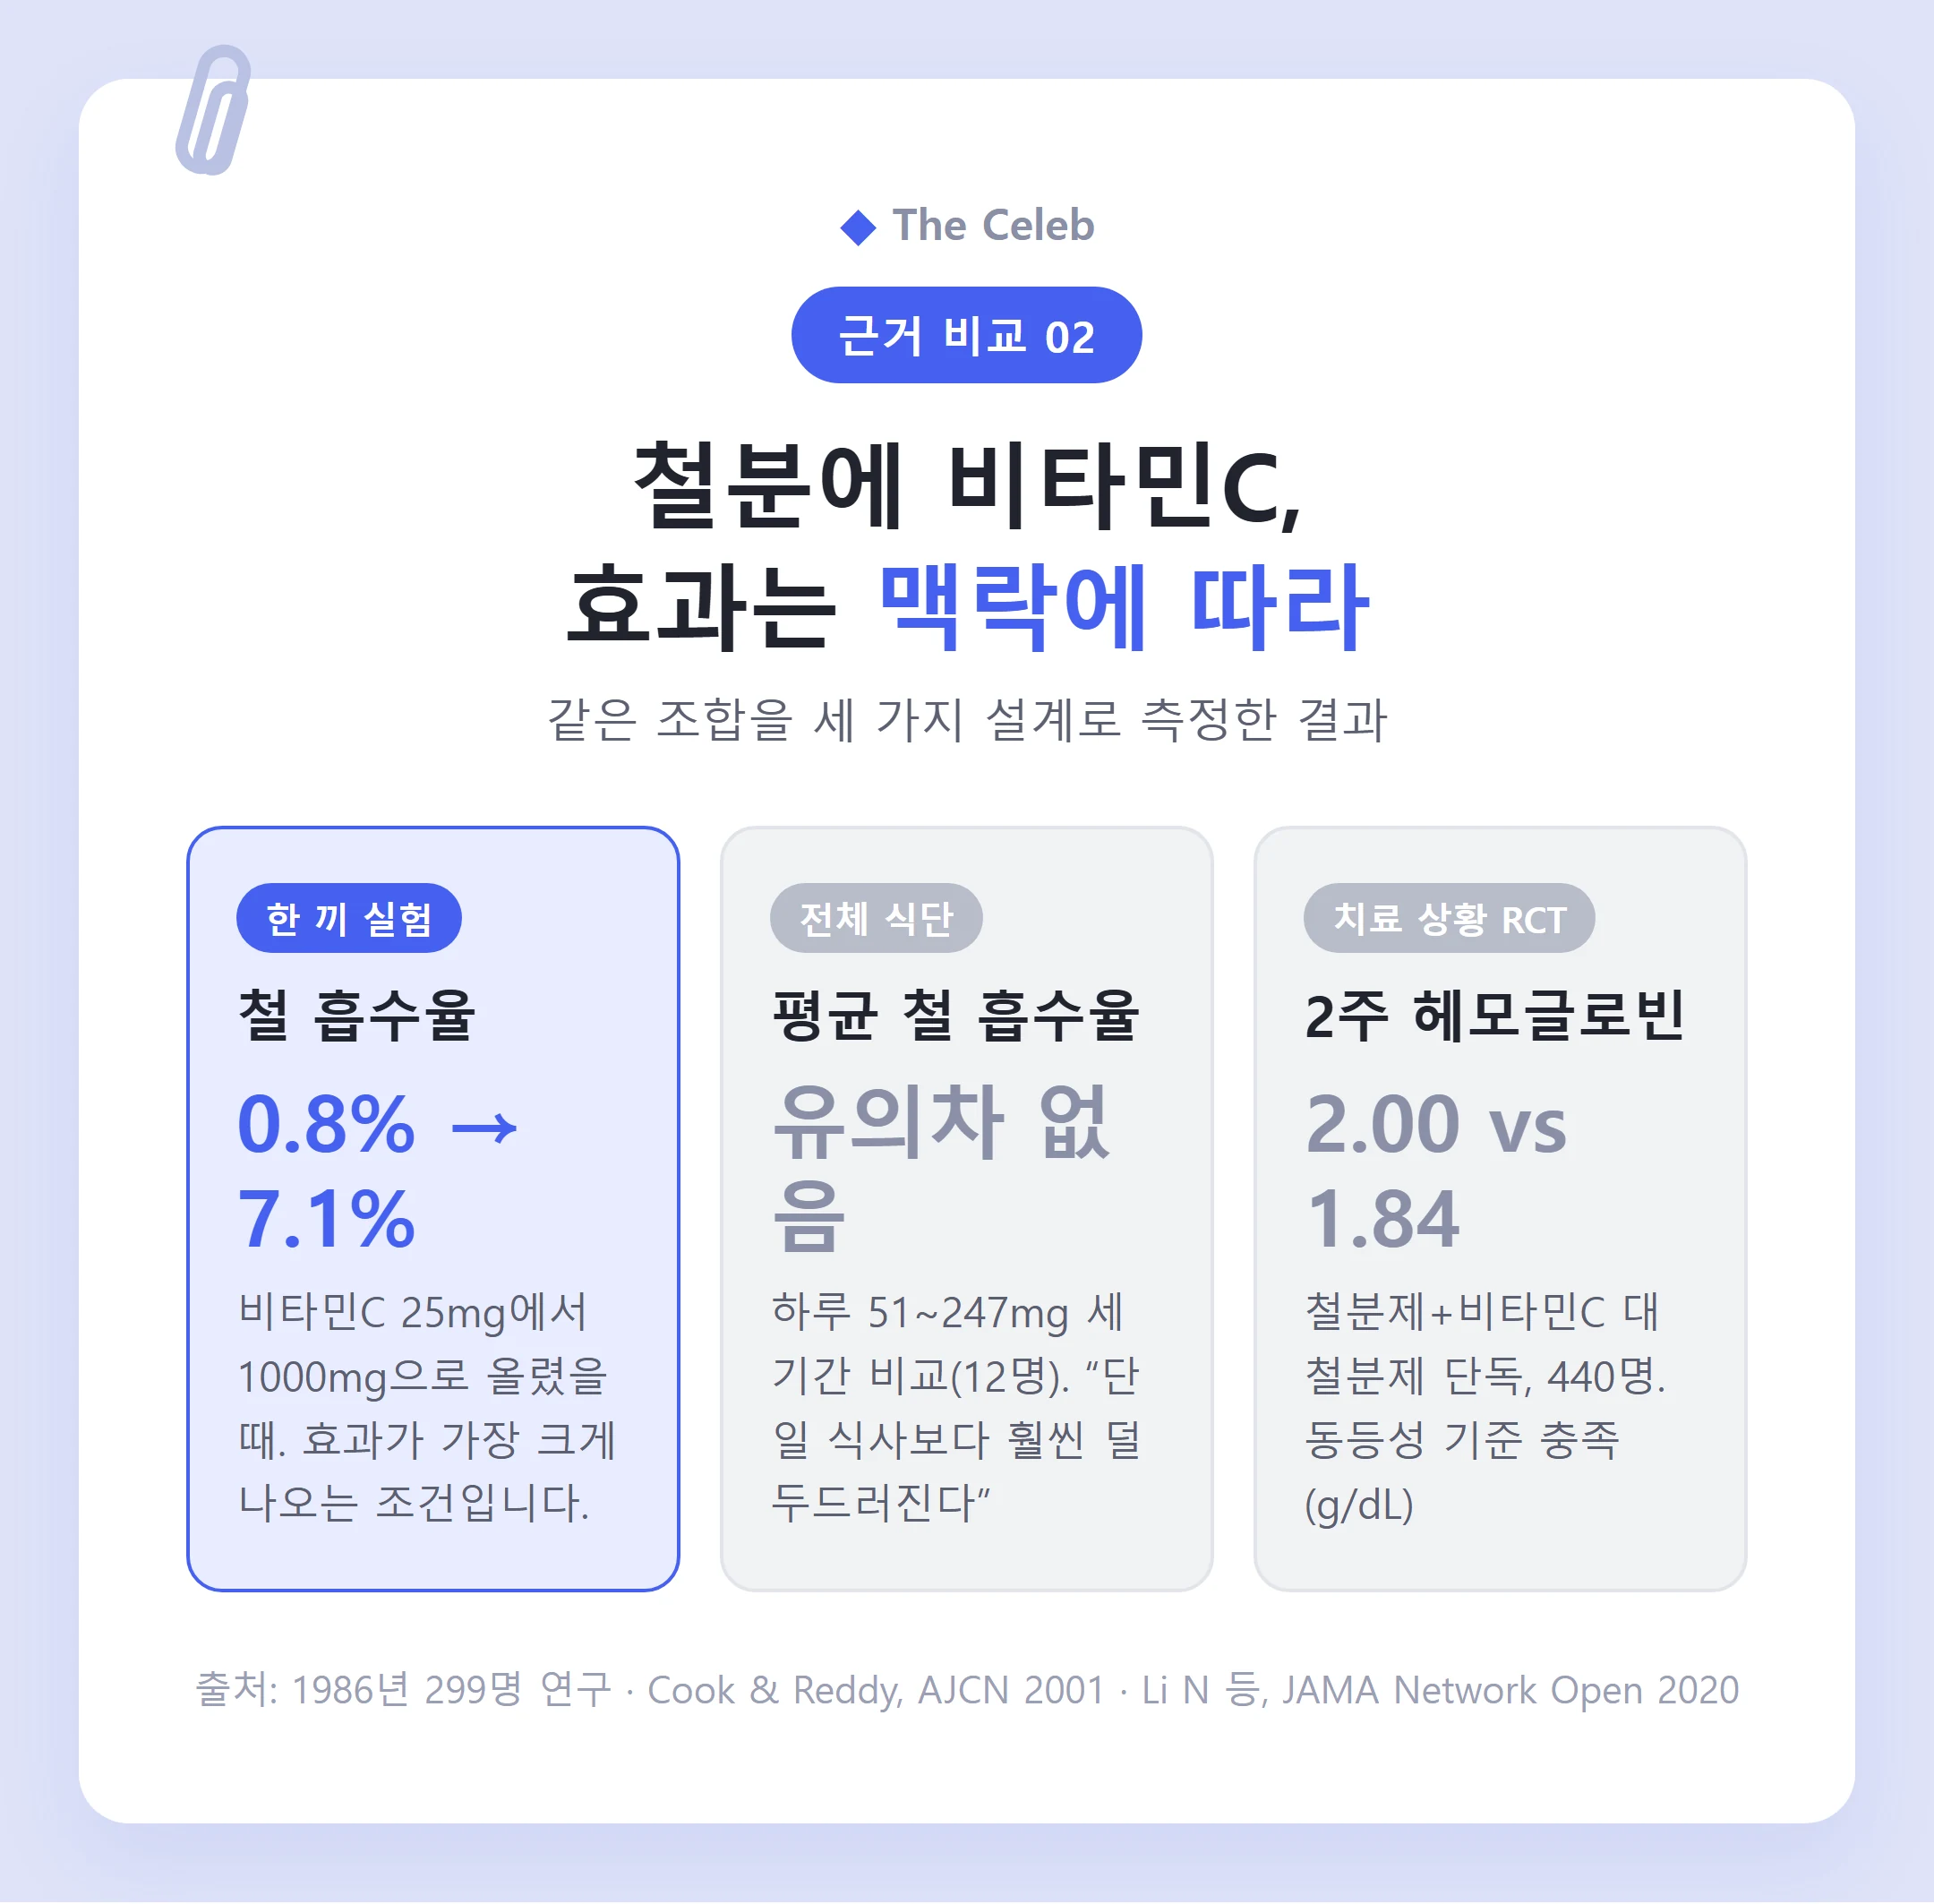 The Celeb
근거 비교 02
철분에 비타민C,
효과는 맥락에 따라
같은 조합을 세 가지 설계로 측정한 결과
한 끼 실험
철 흡수율
0.8% →
7.1%
비타민C 25mg에서
1000mg으로 올렸을
때. 효과가 가장 크게
나오는 조건입니다.
전체 식단
평균 철 흡수율
유의차 없
음
하루 51~247mg 세
기간 비교(12명). “단
일 식사보다 훨씬 덜
두드러진다”
치료 상황 RCT
2주 헤모글로빈
2.00 vs
1.84
철분제+비타민C 대
철분제 단독, 440명.
동등성 기준 충족
(g/dL)
출처: 1986년 299명 연구 · Cook & Reddy, AJCN 2001 · Li N 등, JAMA Network Open 2020